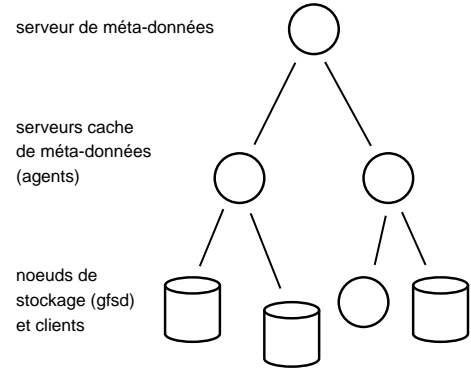 serveur de méta-données
serveurs cache
de méta-données
(agents)
noeuds de
stockage (gfsd)
et clients